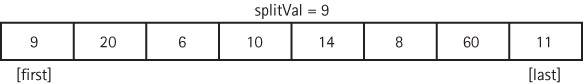 splitVal = 9
9 20 6 10 14 8 60 11
[first] [last]